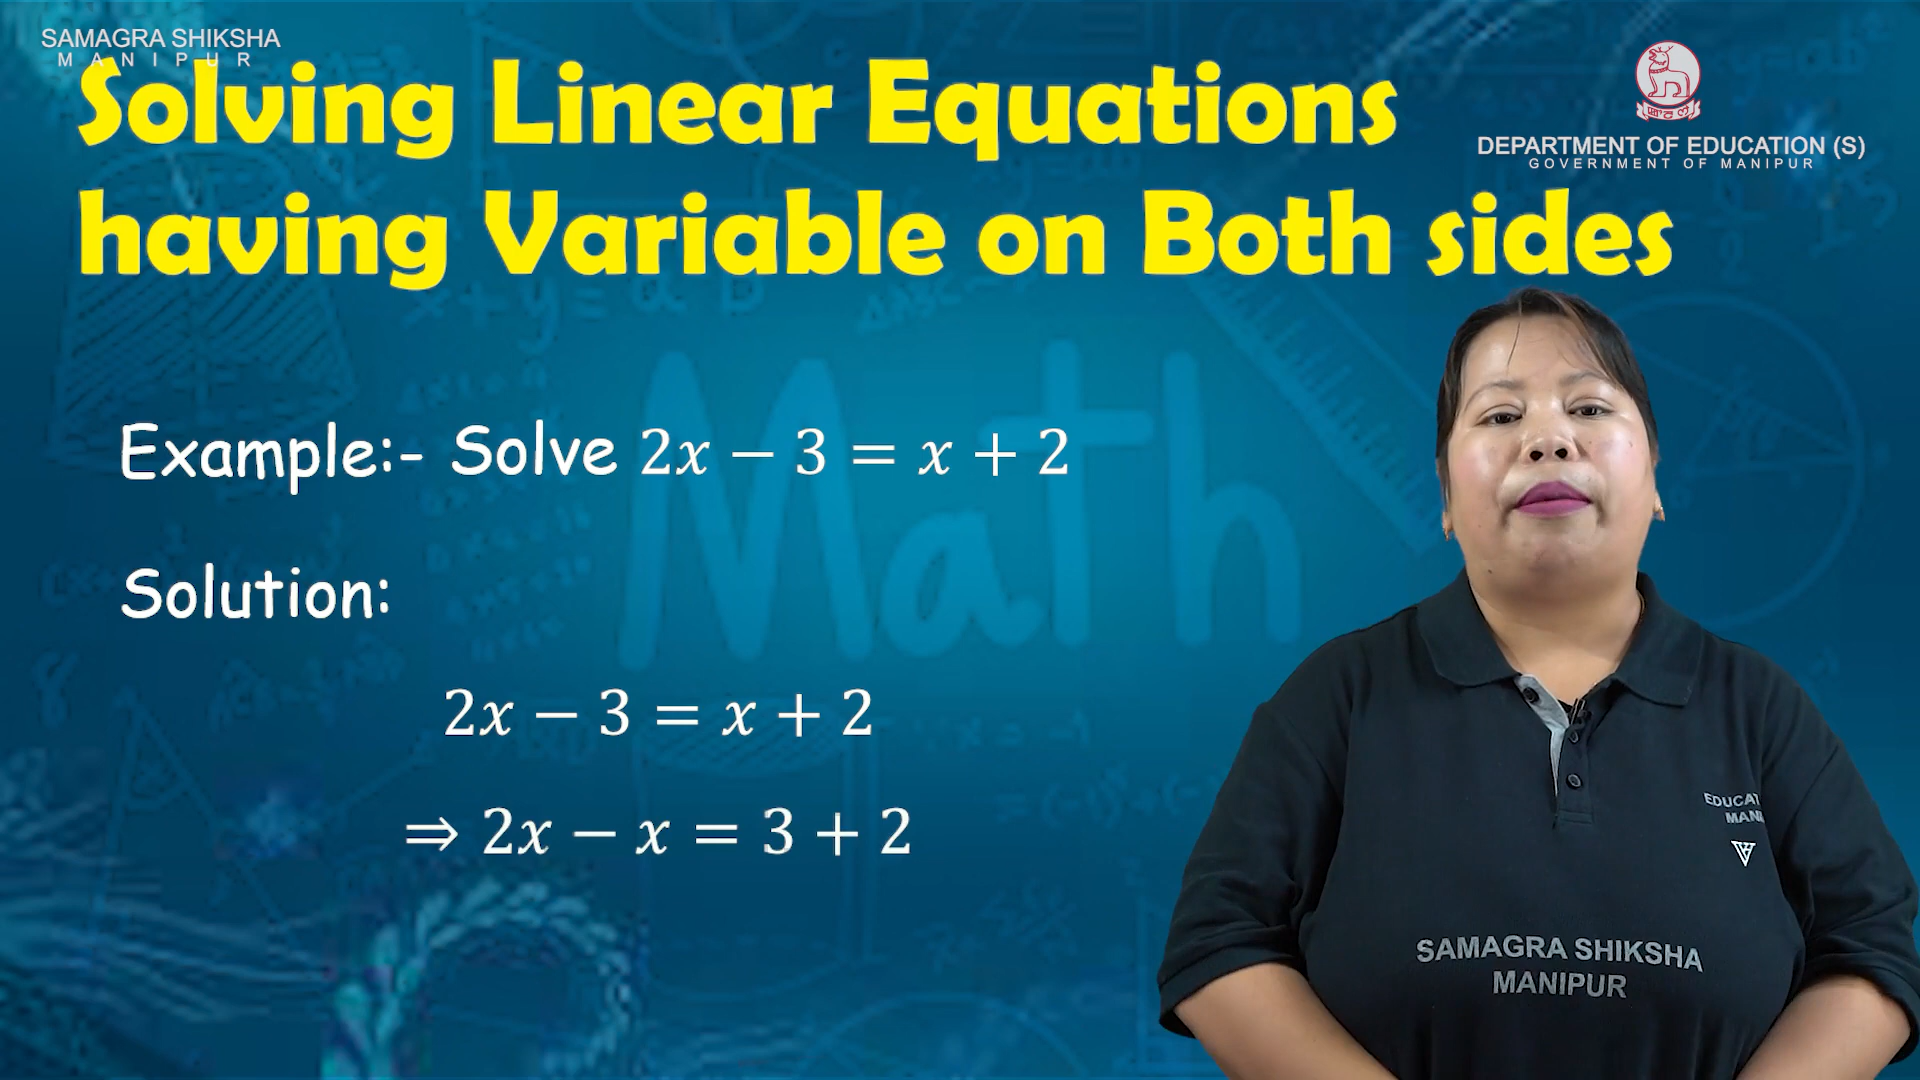 SAMAGRA SHIKSHA
MANIPUR
Solving Linear Equations
having Variable on Both sides
DEPARTMENT OF EDUCATION (S)
GOVERNMENT OF MANIPUR
Example:- Solve 2x − 3 = x + 2
Solution:
2x − 3 = x + 2
⇒ 2x − x = 3 + 2
Math
SAMAGRA SHIKSHA
MANIPUR